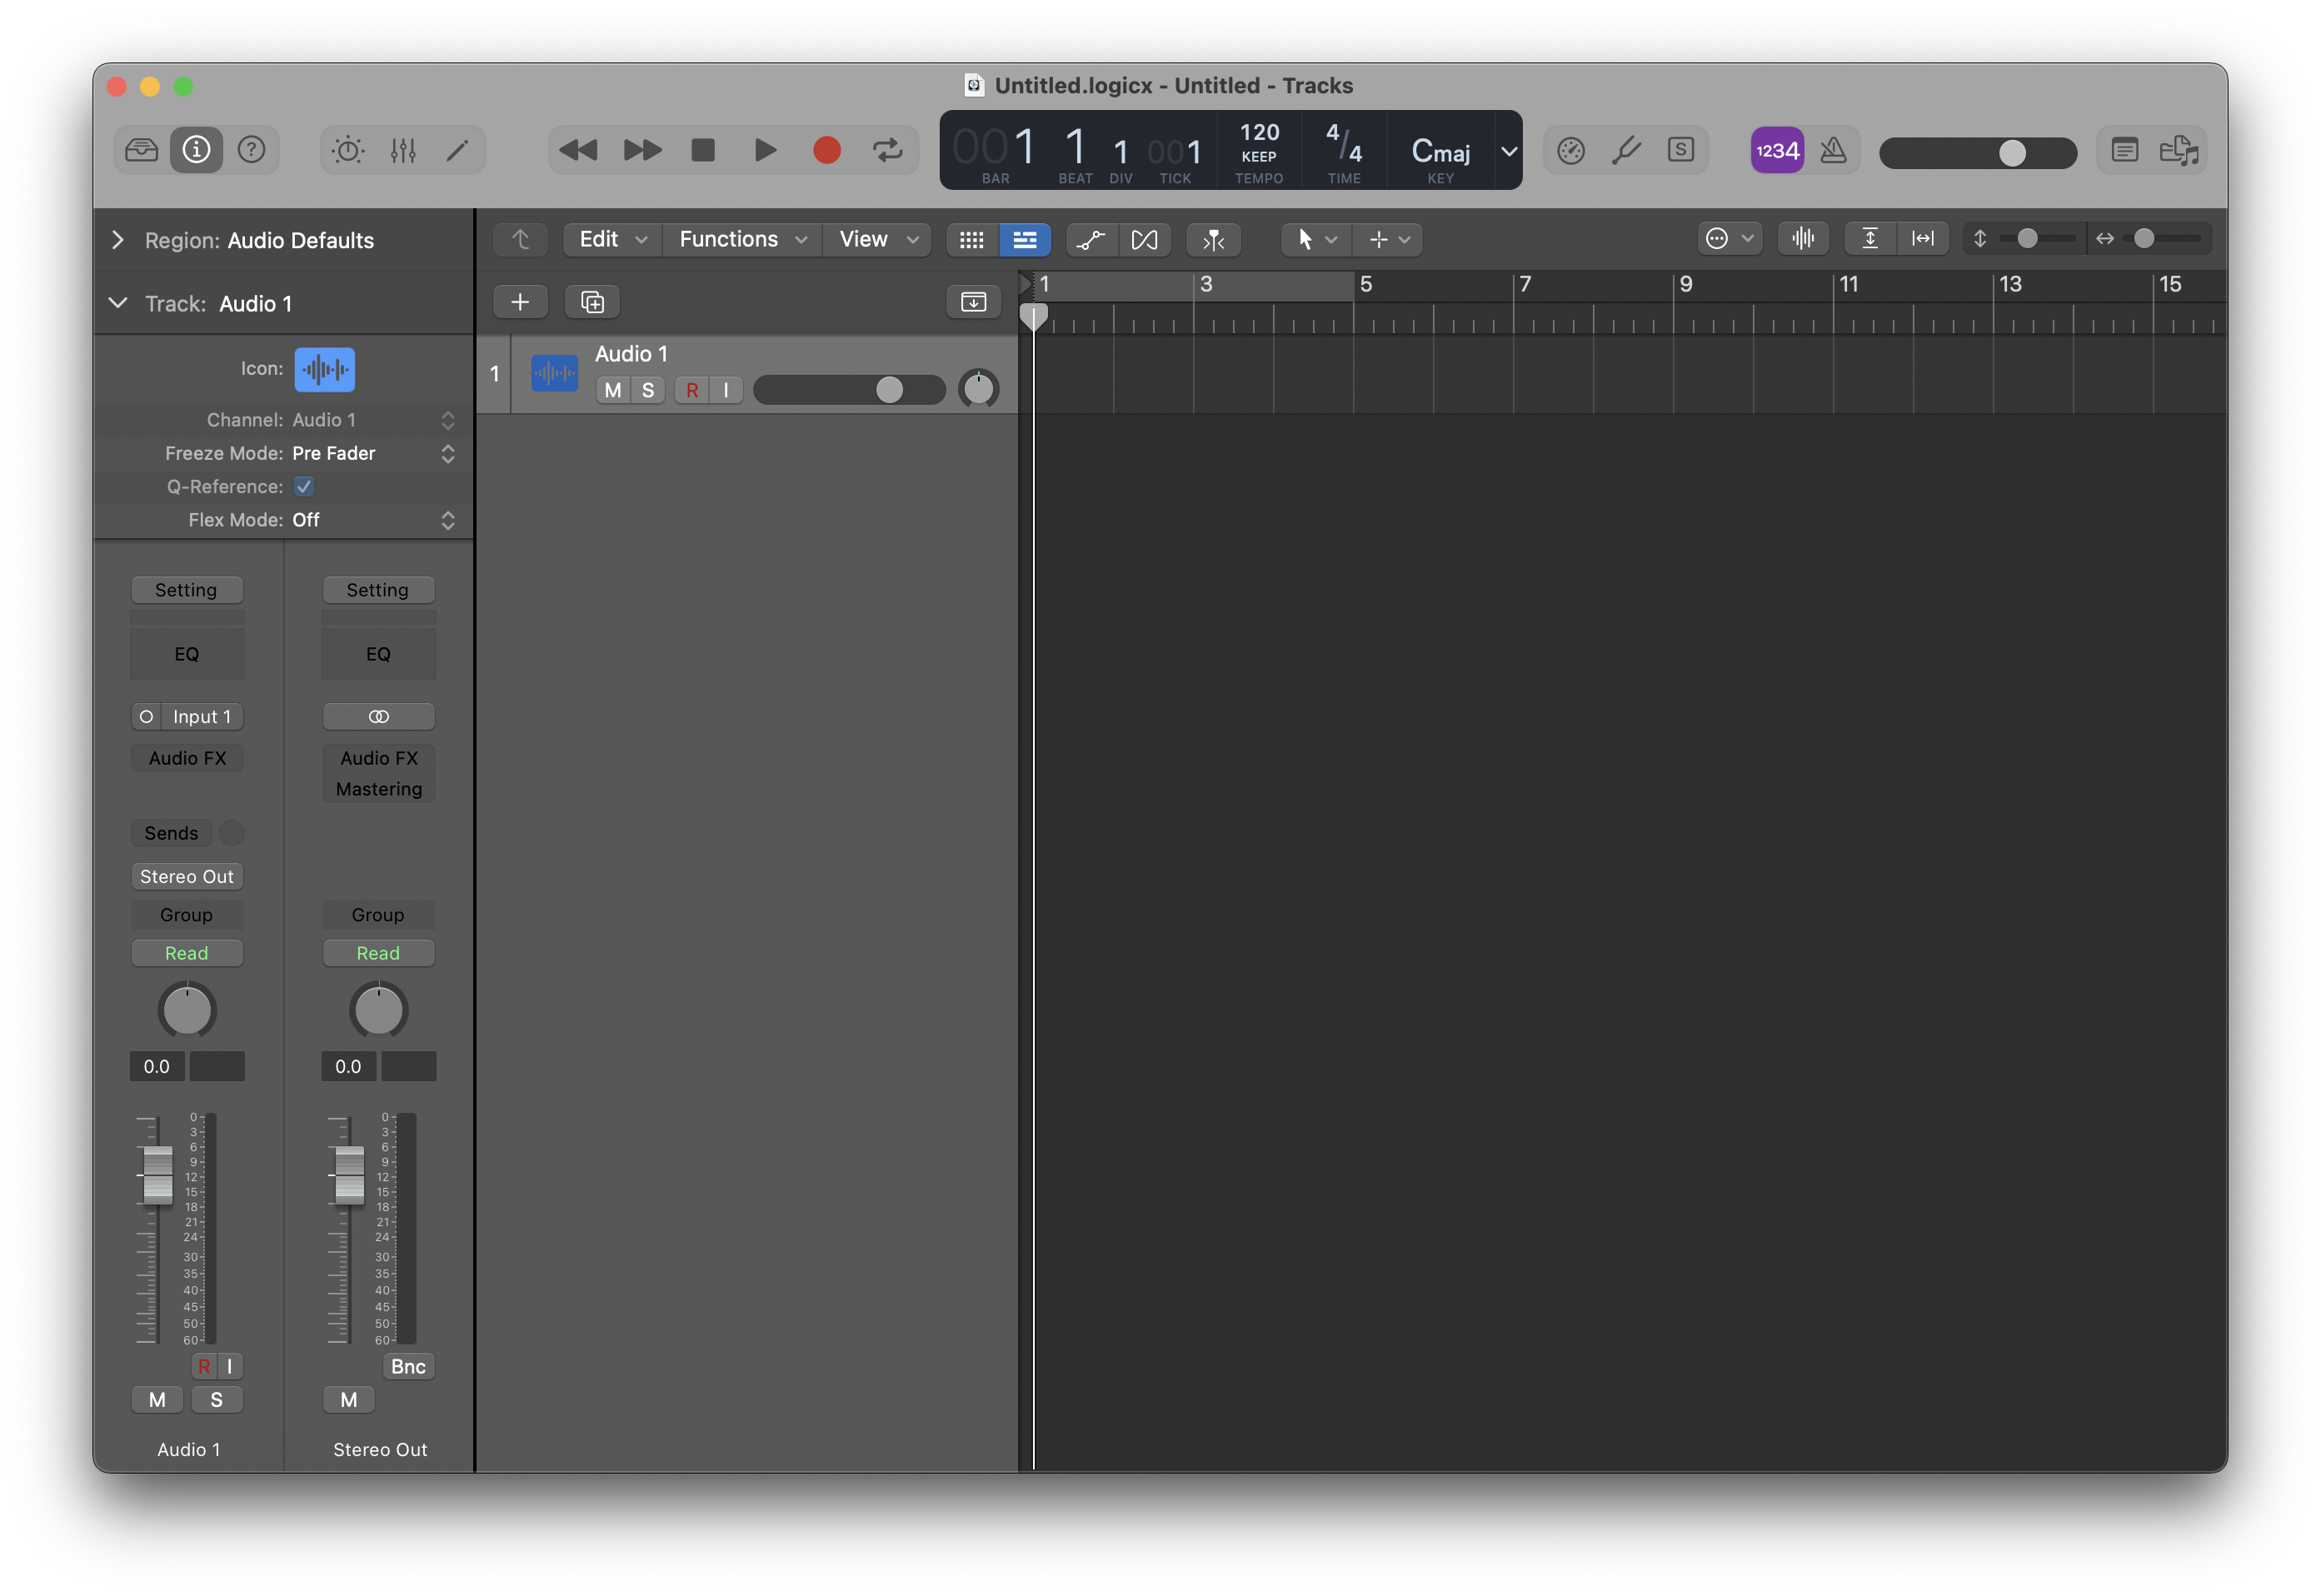 Untitled.logicx - Untitled - Tracks
001 1 1 001
BAR BEAT DIV TICK
120
KEEP
TEMPO
4/4
TIME
Cmaj
KEY
S
1234
Region: Audio Defaults
Track: Audio 1
Icon:
Channel: Audio 1
Freeze Mode: Pre Fader
Q-Reference:
Flex Mode: Off
Edit Functions View
1 3 5 7 9 11 13 15
1
Audio 1
M S R I
Setting Setting
EQ EQ
Input 1
Audio FX Audio FX
Mastering
Sends
Stereo Out
Group Group
Read Read
0.0 0.0
0 0
3 3
6 6
9 9
12 12
15 15
18 18
21 21
24 24
30 30
35 35
40 40
45 45
50 50
60 60
R I Bnc
M S M
Audio 1 Stereo Out